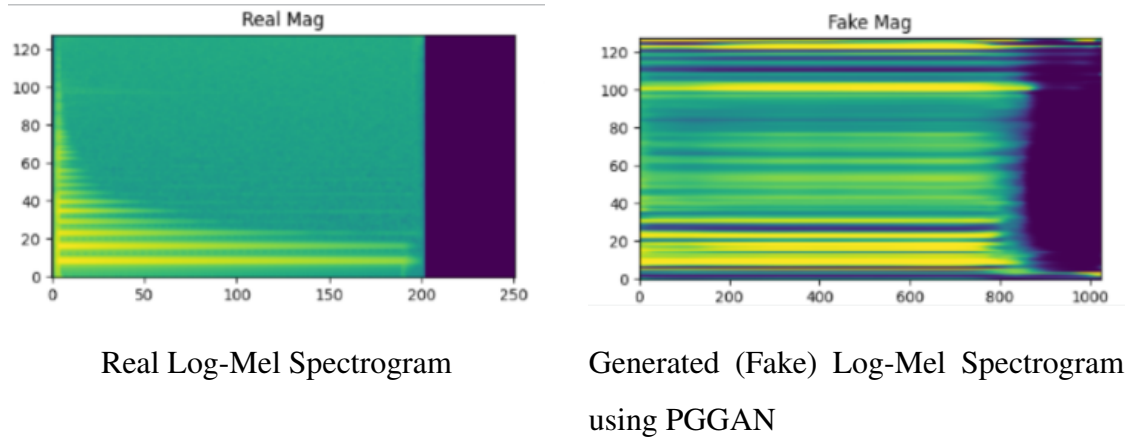 Real Mag
120
100
80
60
40
20
0
0 50 100 150 200 250
Real Log-Mel Spectrogram
Fake Mag
120
100
80
60
40
20
0
0 200 400 600 800 1000
Generated (Fake) Log-Mel Spectrogram
using PGGAN